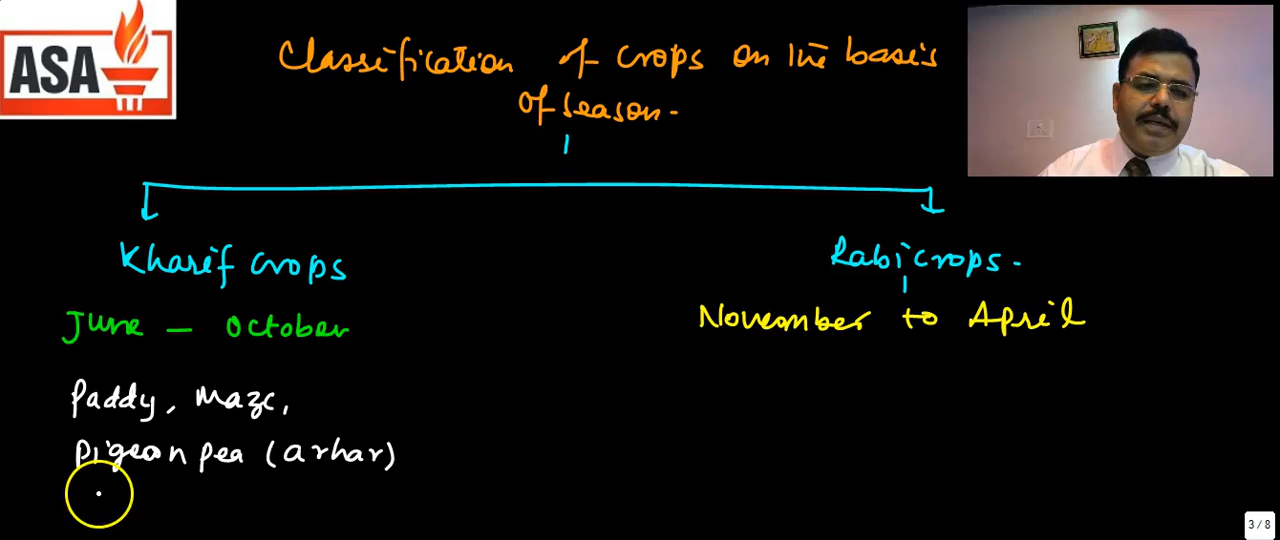 ASA
Classification of crops on the basis
of season.
Kharif crops
Rabi crops.
June - October
November to April
Paddy, Maze,
pigeon pea (arhar)
3/8